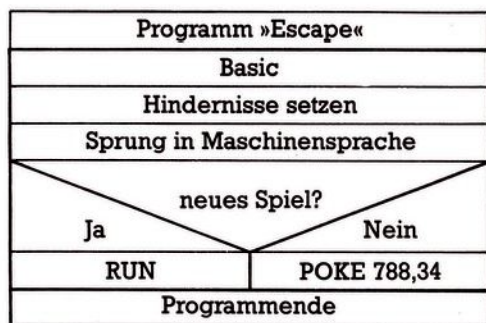 Programm »Escape«
Basic
Hindernisse setzen
Sprung in Maschinensprache
neues Spiel?
Ja Nein
RUN POKE 788,34
Programmende